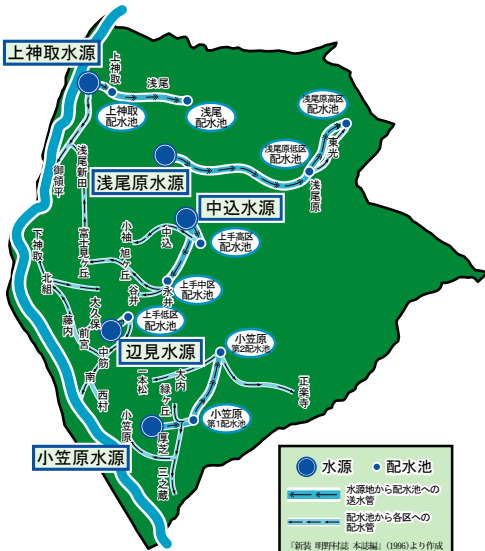 上神取水源
上神取
浅尾
上神取
配水池
浅尾
配水池
浅尾原高区
配水池
東光
浅尾原低区
配水池
浅尾原
浅尾新田
御領平
浅尾原水源
中込水源
中込
小袖
旭ヶ丘
上手高区
配水池
富士見ヶ丘
下神取
北組
永井
谷井
上手中区
配水池
大久保
上手低区
配水池
藤内
前宮
中筋
辺見水源
小笠原
第2配水池
南
西村
一本松
大内
緑ヶ丘
正楽寺
小笠原
小笠原
第1配水池
厚芝
三之蔵
小笠原水源
水源
配水池
水源地から配水池への
送水管
配水池から各区への
配水管
『新装 明野村誌 本誌編』(1996)より作成